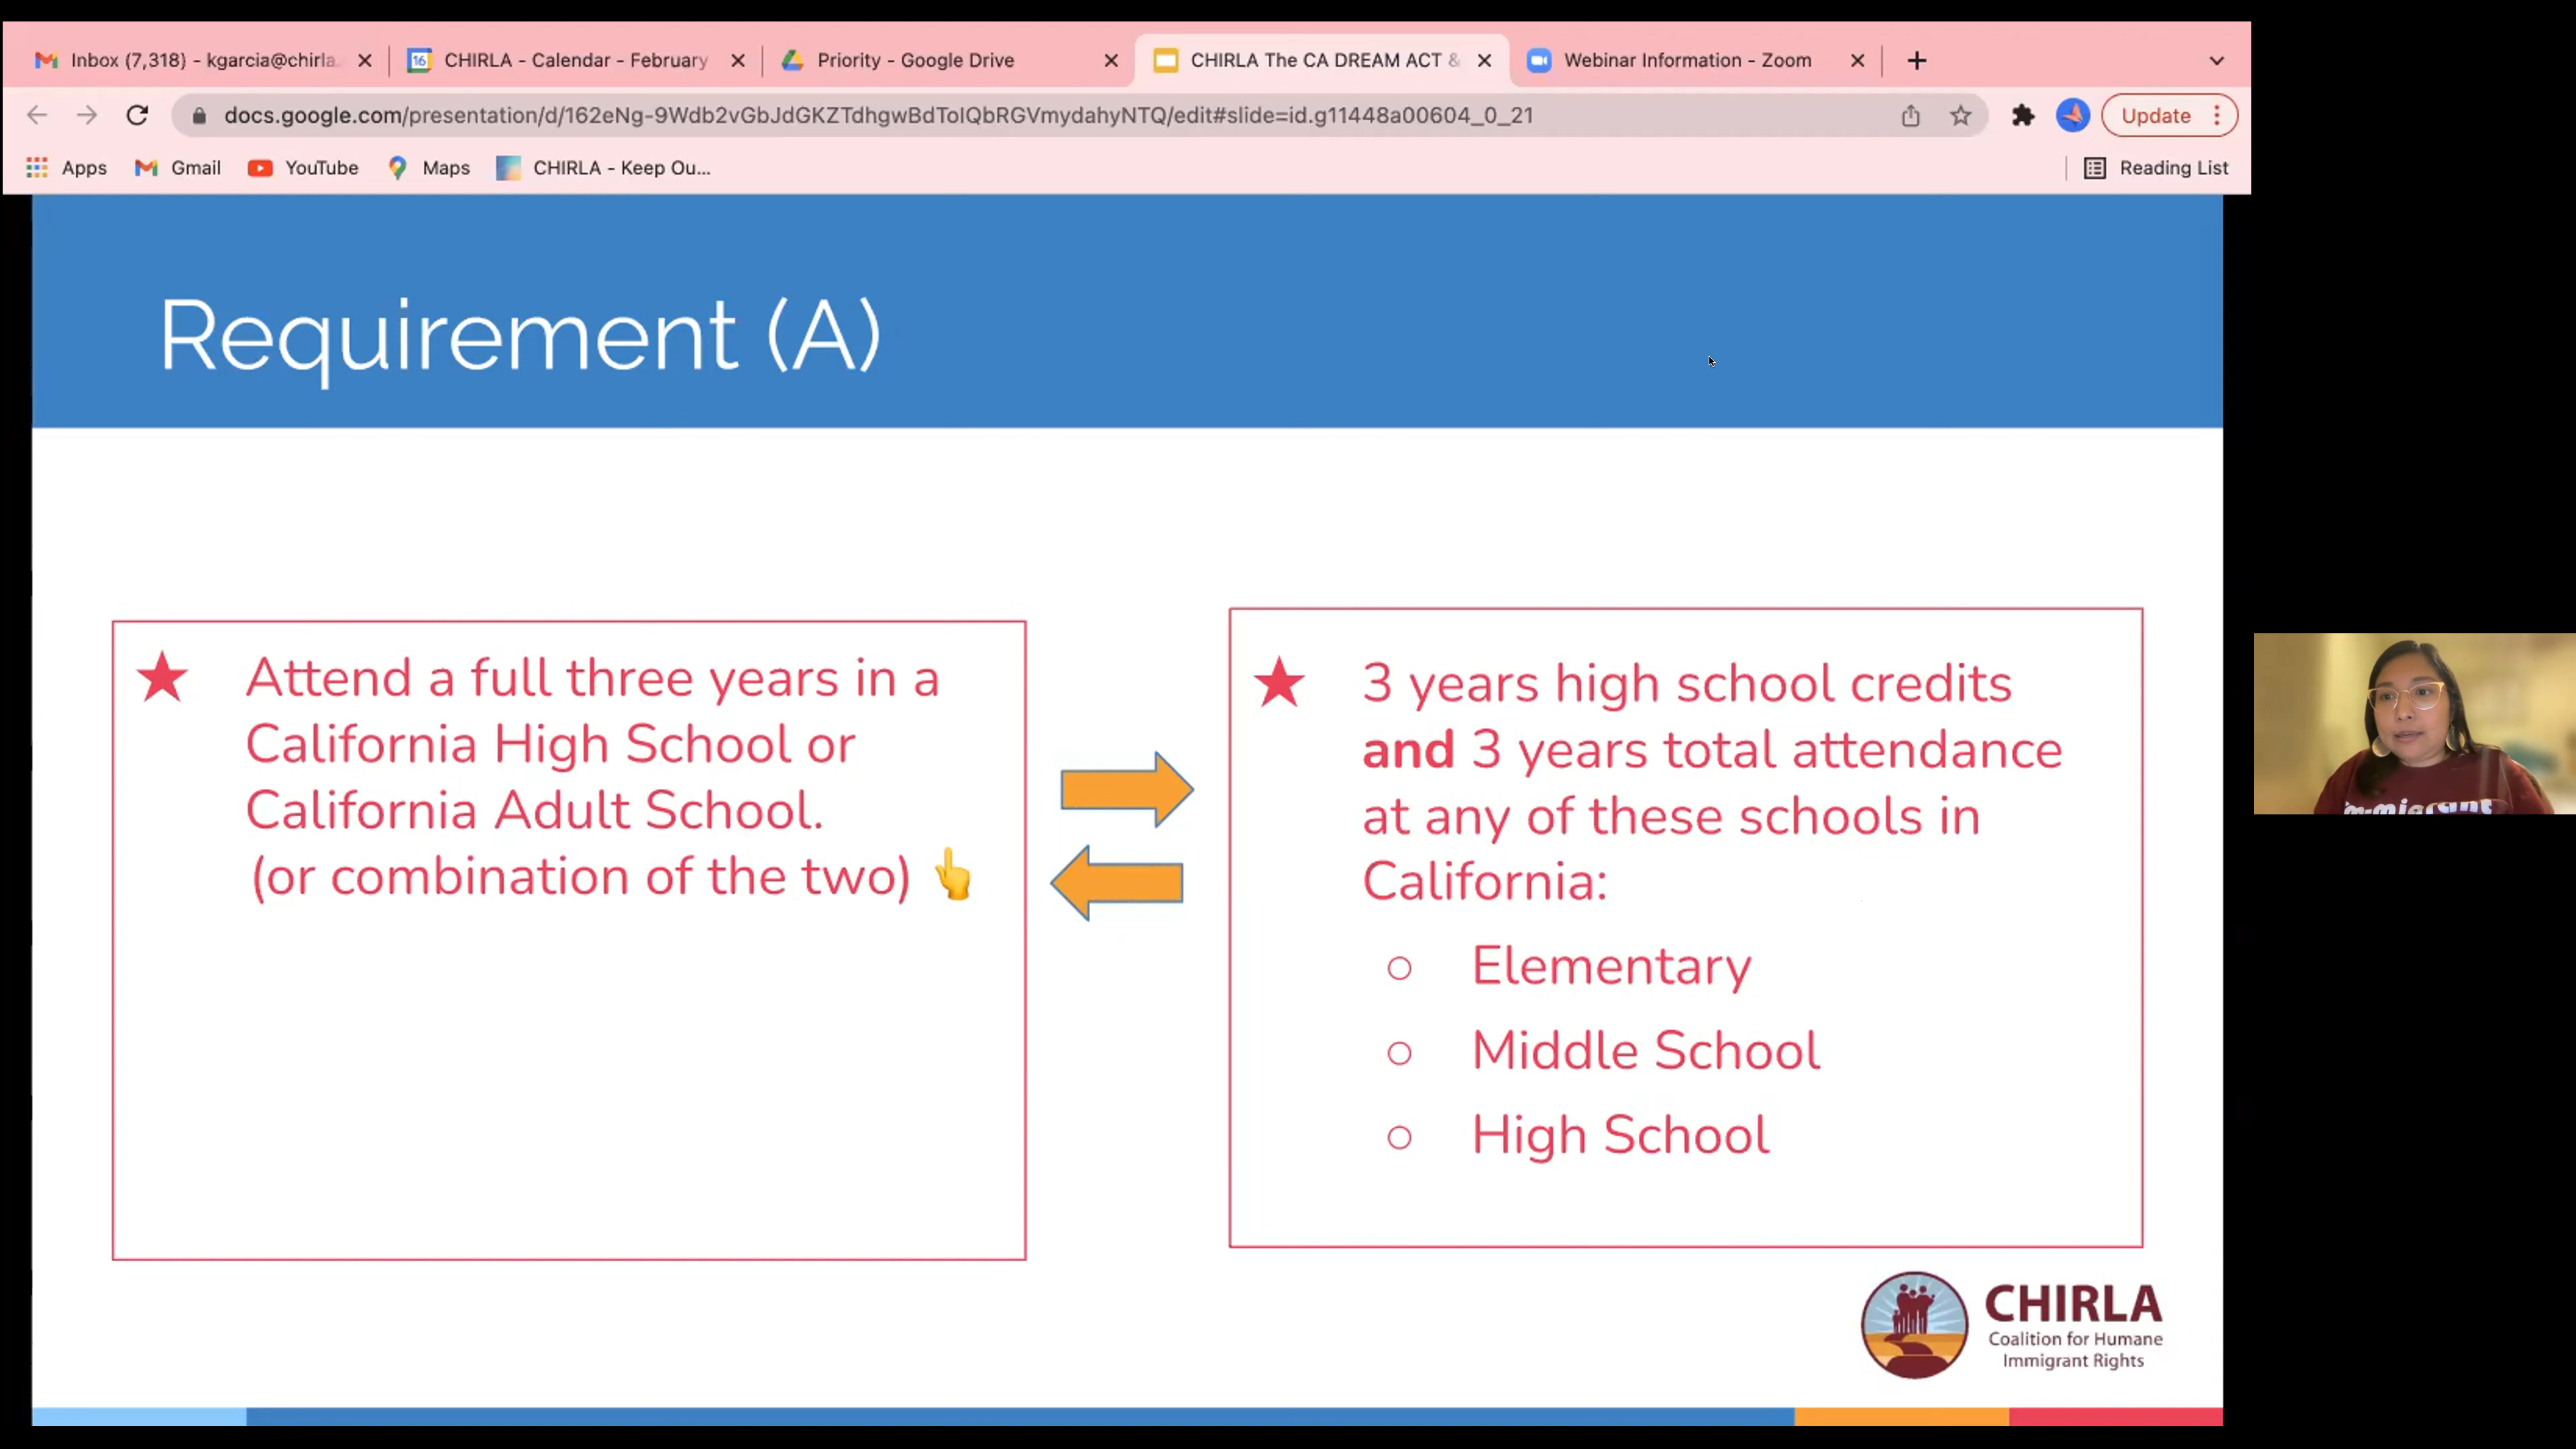 Inbox (7,318) - kgarcia@chirla.
CHIRLA - Calendar - February
Priority - Google Drive
CHIRLA The CA DREAM ACT &
Webinar Information - Zoom
docs.google.com/presentation/d/162eNg-9Wdb2vGbJdGKZTdhgwBdToIQbRGVmydahyNTQ/edit#slide=id.g11448a00604_0_21
Update
Apps
Gmail
YouTube
Maps
CHIRLA - Keep Ou...
Reading List
Requirement (A)
Attend a full three years in a
California High School or
California Adult School.
(or combination of the two)
3 years high school credits
and 3 years total attendance
at any of these schools in
California:
Elementary
Middle School
High School
CHIRLA
Coalition for Humane
Immigrant Rights